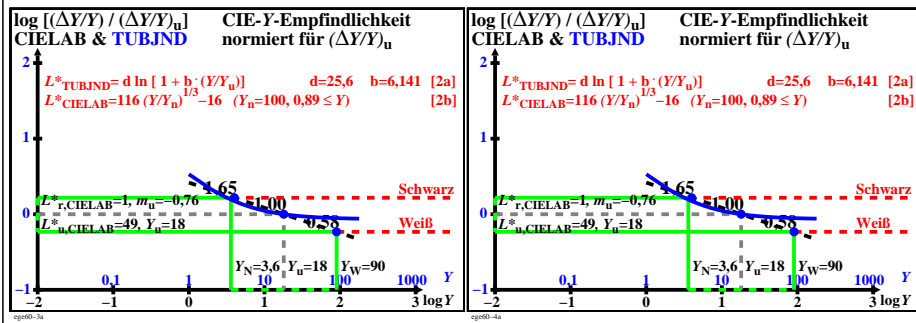 log [(ΔY/Y) / (ΔY/Y)u]
CIE-Y-Empfindlichkeit
CIELAB & TUBJND
normiert für (ΔY/Y)u
2
L*TUBJND= d ln [ 1 + b·(Y/Yu)] d=25,6 b=6,141 [2a]
L*CIELAB=116 (Y/Yn)1/3−16 (Yn=100, 0,89 ≤ Y) [2b]
1
1.65
Schwarz
L*r,CIELAB=1, mu=−0,76
1.00
0
0.58
Weiß
L*u,CIELAB=49, Yu=18
YN=3,6 Yu=18 YW=90
0,1 1 10 100 1000 Y
−1
−2 −1 0 1 2 3 log Y
ege60−3a
log [(ΔY/Y) / (ΔY/Y)u]
CIE-Y-Empfindlichkeit
CIELAB & TUBJND
normiert für (ΔY/Y)u
2
L*TUBJND= d ln [ 1 + b·(Y/Yu)] d=25,6 b=6,141 [2a]
L*CIELAB=116 (Y/Yn)1/3−16 (Yn=100, 0,89 ≤ Y) [2b]
1
1.65
Schwarz
L*r,CIELAB=1, mu=−0,76
1.00
0
0.58
Weiß
L*u,CIELAB=49, Yu=18
YN=3,6 Yu=18 YW=90
0,1 1 10 100 1000 Y
−1
−2 −1 0 1 2 3 log Y
ege60−4a